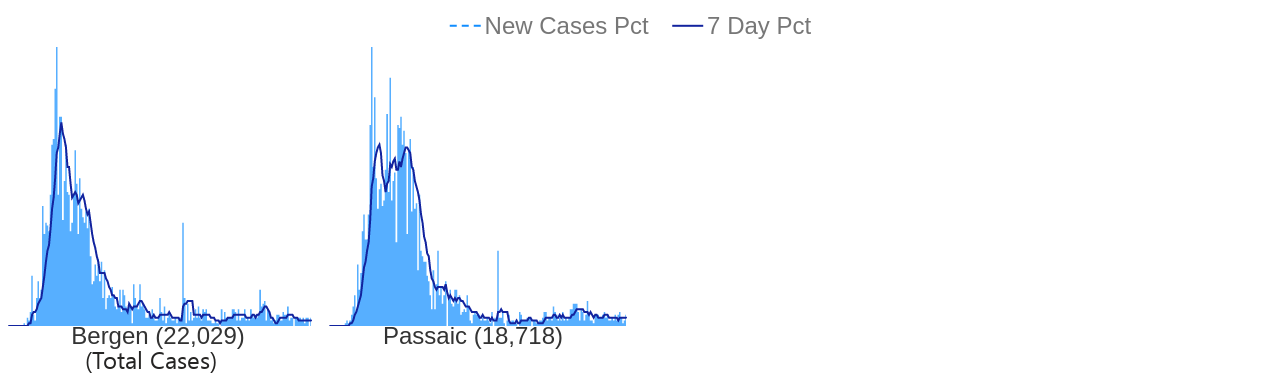 New Cases Pct 7 Day Pct
Bergen (22,029) Passaic (18,718)
(Total Cases)